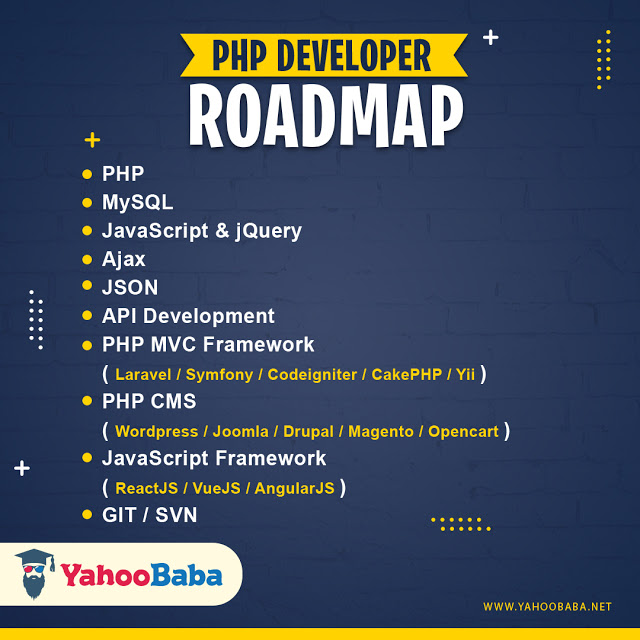 PHP DEVELOPER
ROADMAP
PHP
MySQL
JavaScript & jQuery
Ajax
JSON
API Development
PHP MVC Framework
( Laravel / Symfony / Codeigniter / CakePHP / Yii )
PHP CMS
( Wordpress / Joomla / Drupal / Magento / Opencart )
JavaScript Framework
( ReactJS / VueJS / AngularJS )
GIT / SVN
YahooBaba
WWW.YAHOOBABA.NET